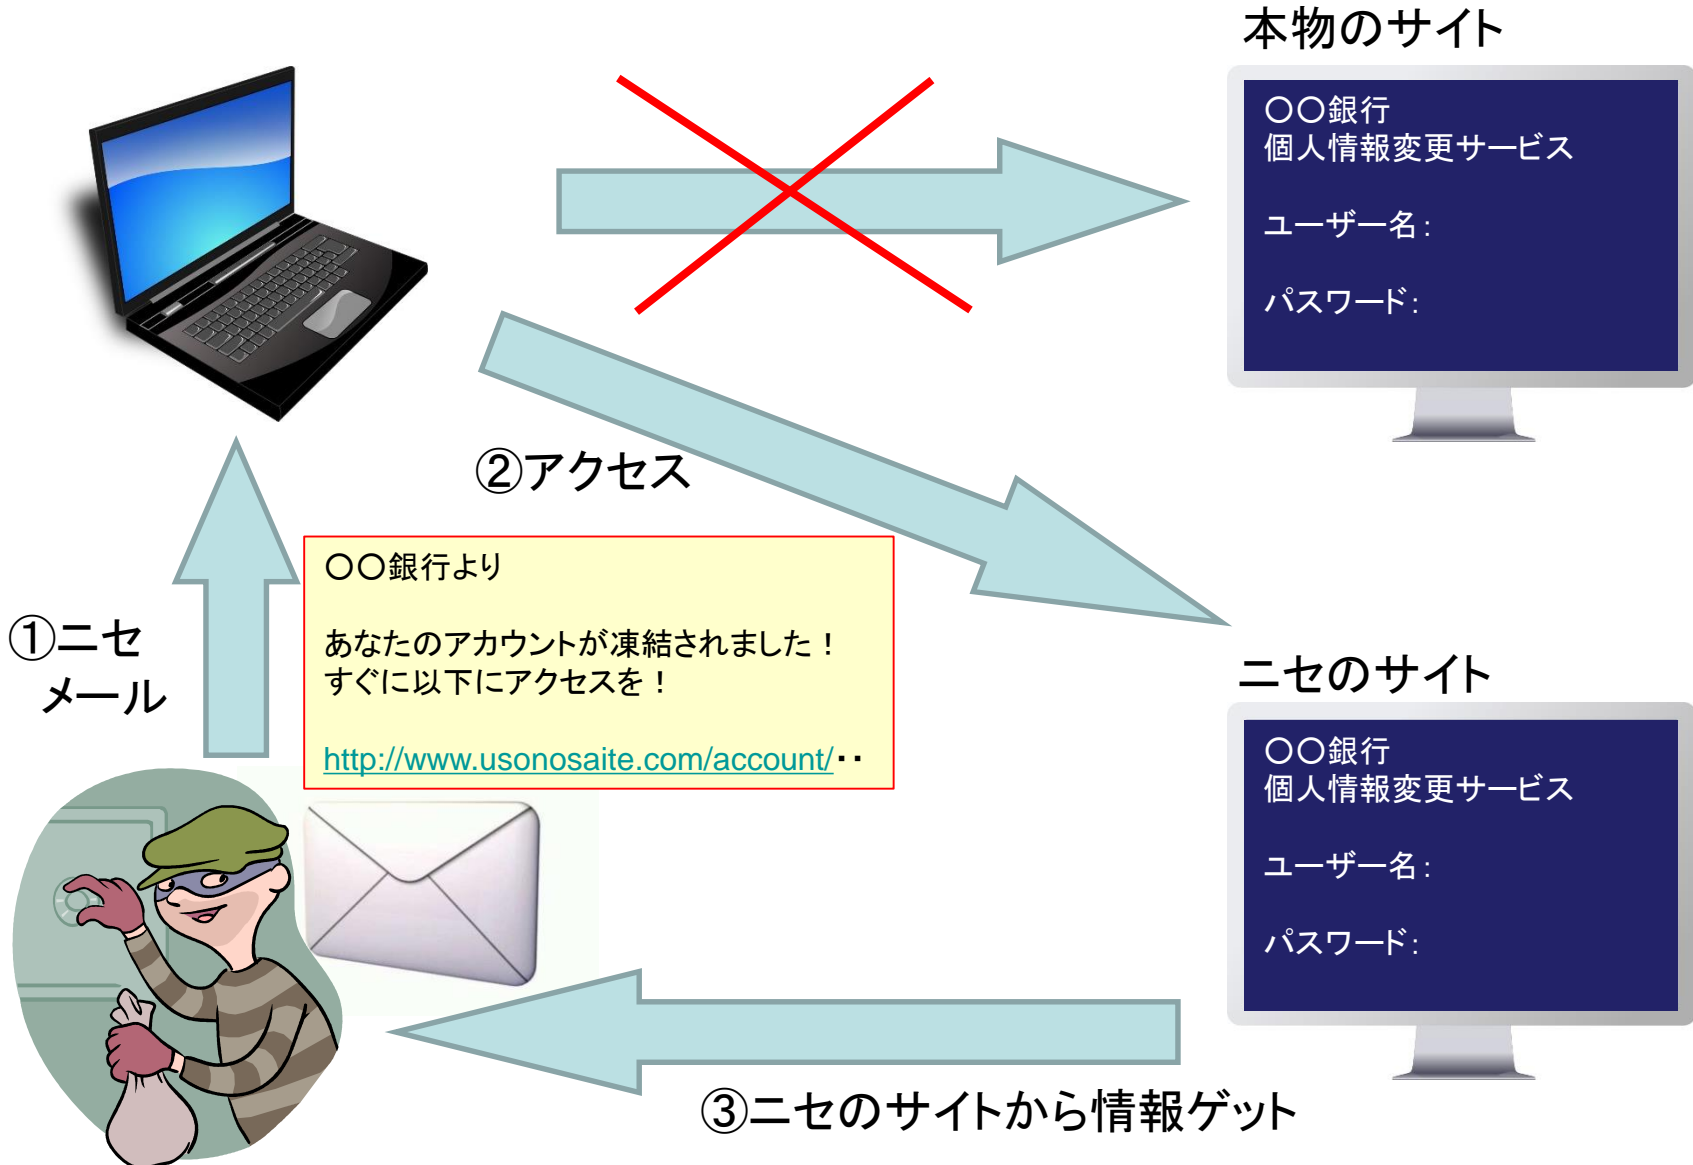 本物のサイト
〇〇銀行
個人情報変更サービス
ユーザー名：
パスワード：
②アクセス
①ニセ
メール
〇〇銀行より
あなたのアカウントが凍結されました！
すぐに以下にアクセスを！
http://www.usonosaite.com/account/・・
ニセのサイト
〇〇銀行
個人情報変更サービス
ユーザー名：
パスワード：
③ニセのサイトから情報ゲット